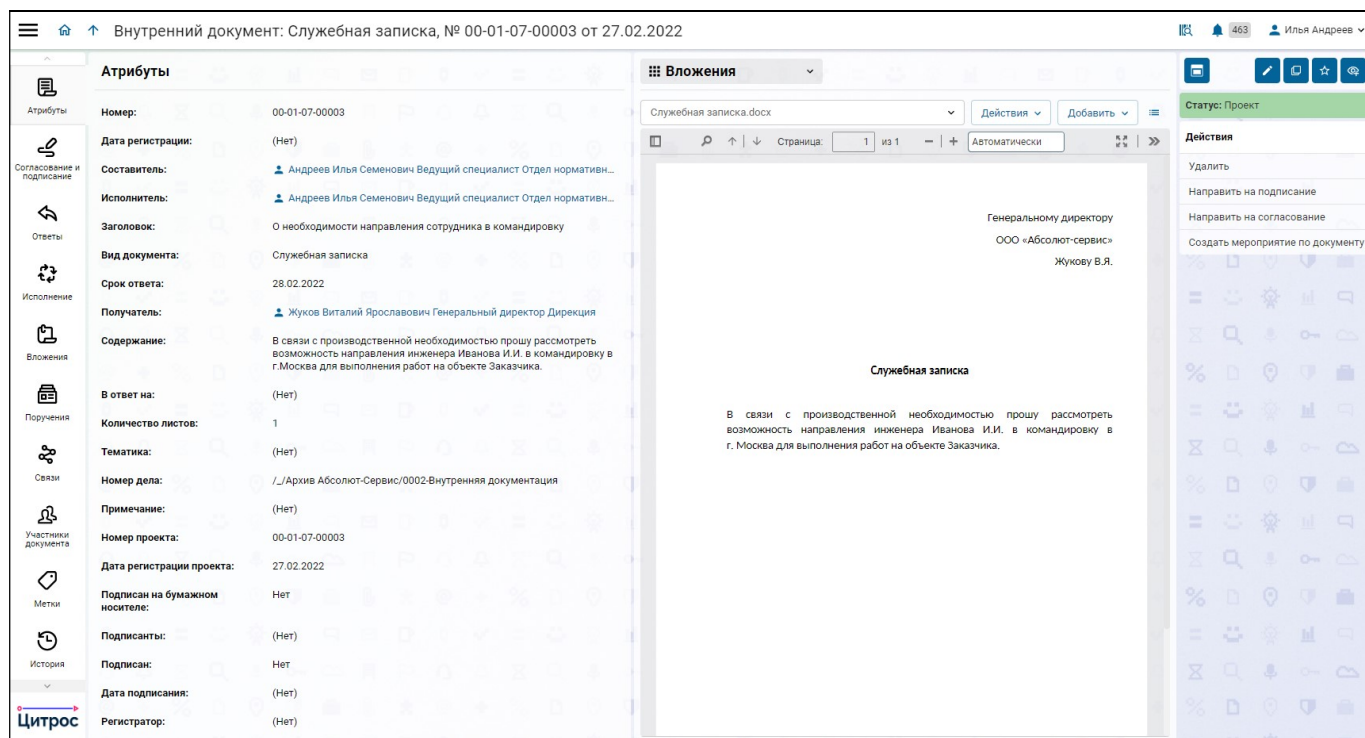 Внутренний документ: Служебная записка, № 00-01-07-00003 от 27.02.2022
463
Илья Андреев
Атрибуты
Согласование и
подписание
Ответы
Исполнение
Вложения
Поручения
Связи
Участники
документа
Метки
История
Цитрос
Атрибуты
Номер: 00-01-07-00003
Дата регистрации: (Нет)
Составитель: Андреев Илья Семенович Ведущий специалист Отдел нормативн...
Исполнитель: Андреев Илья Семенович Ведущий специалист Отдел нормативн...
Заголовок: О необходимости направления сотрудника в командировку
Вид документа: Служебная записка
Срок ответа: 28.02.2022
Получатель: Жуков Виталий Ярославович Генеральный директор Дирекция
Содержание: В связи с производственной необходимостью прошу рассмотреть
возможность направления инженера Иванова И.И. в командировку в
г.Москва для выполнения работ на объекте Заказчика.
В ответ на: (Нет)
Количество листов: 1
Тематика: (Нет)
Номер дела: /_/Архив Абсолют-Сервис/0002-Внутренняя документация
Примечание: (Нет)
Номер проекта: 00-01-07-00003
Дата регистрации проекта: 27.02.2022
Подписан на бумажном
носителе: Нет
Подписанты: (Нет)
Подписан: Нет
Дата подписания: (Нет)
Регистратор: (Нет)
Вложения
Служебная записка.docx
Действия
Добавить
Страница: 1 из 1
Автоматически
Генеральному директору
ООО «Абсолют-сервис»
Жукову В.Я.
Служебная записка
В связи с производственной необходимостью прошу рассмотреть
возможность направления инженера Иванова И.И. в командировку в
г. Москва для выполнения работ на объекте Заказчика.
Статус: Проект
Действия
Удалить
Направить на подписание
Направить на согласование
Создать мероприятие по документу